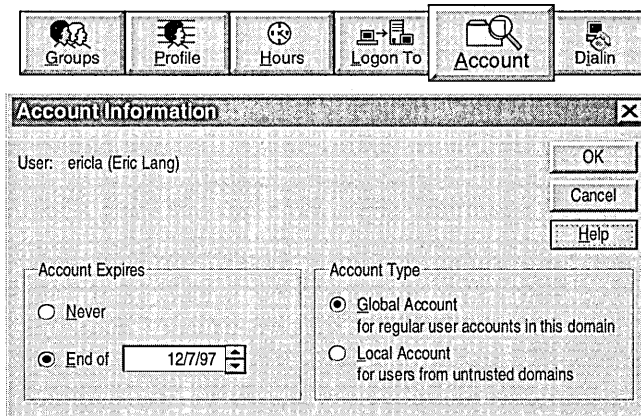 Groups Profile Hours Logon To Account Dialin
Account Information
User: ericla (Eric Lang)
OK
Cancel
Help
Account Expires
Never
End of 12/7/97
Account Type
Global Account
for regular user accounts in this domain
Local Account
for users from untrusted domains